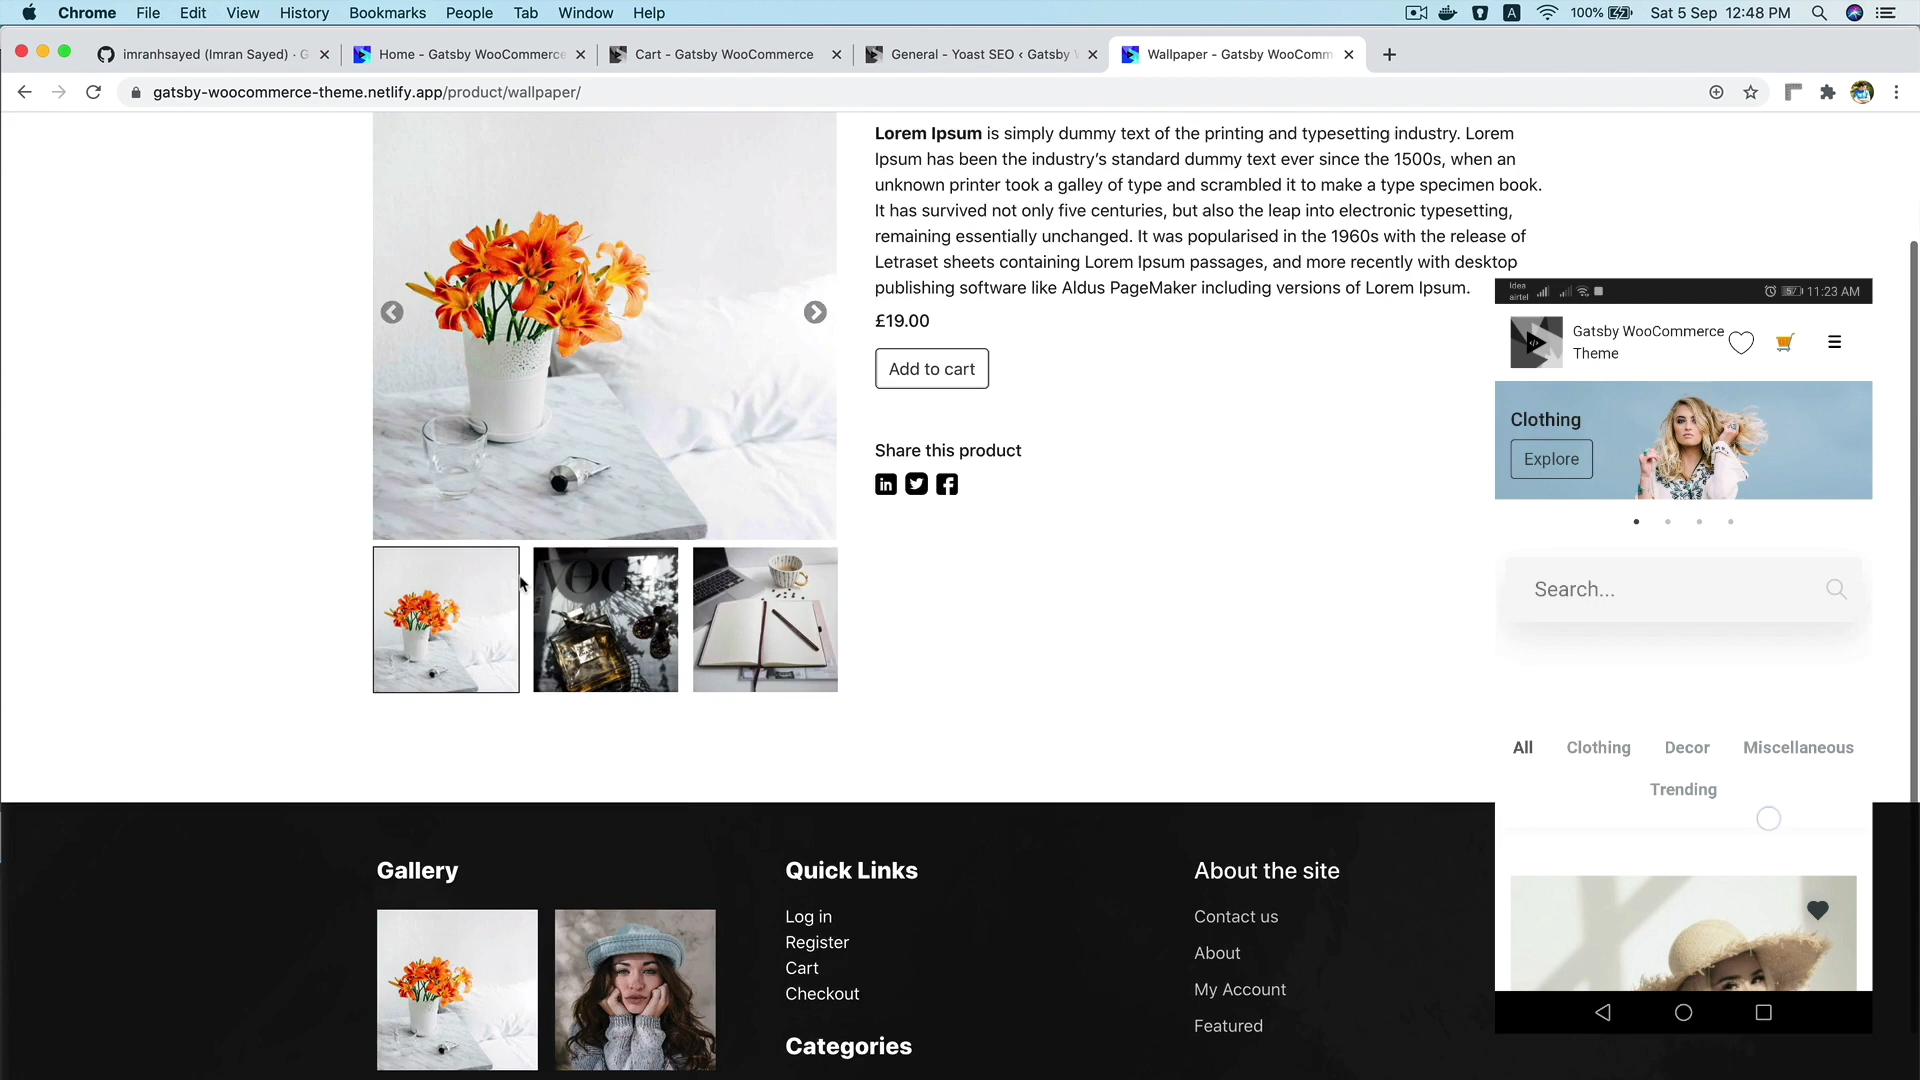 Chrome File Edit View History Bookmarks People Tab Window Help
A 100% Sat 5 Sep 12:48 PM
imranhsayed (Imran Sayed) · G
Home - Gatsby WooCommerce
Cart - Gatsby WooCommerce
General - Yoast SEO ‹ Gatsby
Wallpaper - Gatsby WooComm
gatsby-woocommerce-theme.netlify.app/product/wallpaper/
Lorem Ipsum is simply dummy text of the printing and typesetting industry. Lorem
Ipsum has been the industry’s standard dummy text ever since the 1500s, when an
unknown printer took a galley of type and scrambled it to make a type specimen book.
It has survived not only five centuries, but also the leap into electronic typesetting,
remaining essentially unchanged. It was popularised in the 1960s with the release of
Letraset sheets containing Lorem Ipsum passages, and more recently with desktop
publishing software like Aldus PageMaker including versions of Lorem Ipsum.
£19.00
Add to cart
Share this product
Idea
airtel
57
11:23 AM
Gatsby WooCommerce
Theme
Clothing
Explore
Search...
All Clothing Decor Miscellaneous
Trending
Gallery
Quick Links
Log in
Register
Cart
Checkout
Categories
About the site
Contact us
About
My Account
Featured